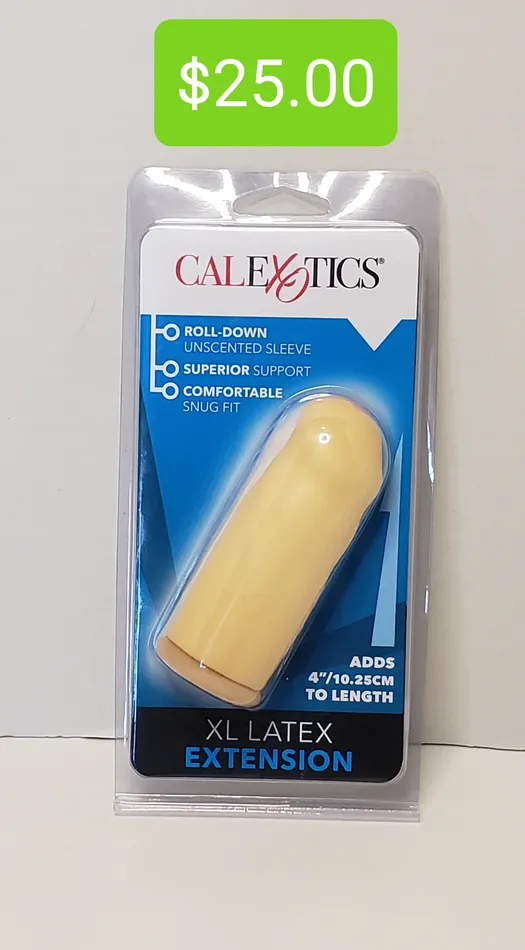 $25.00
CALEXOTICS®
ROLL-DOWN
UNSCENTED SLEEVE
SUPERIOR SUPPORT
COMFORTABLE
SNUG FIT
ADDS
4"/10.25CM
TO LENGTH
XL LATEX
EXTENSION